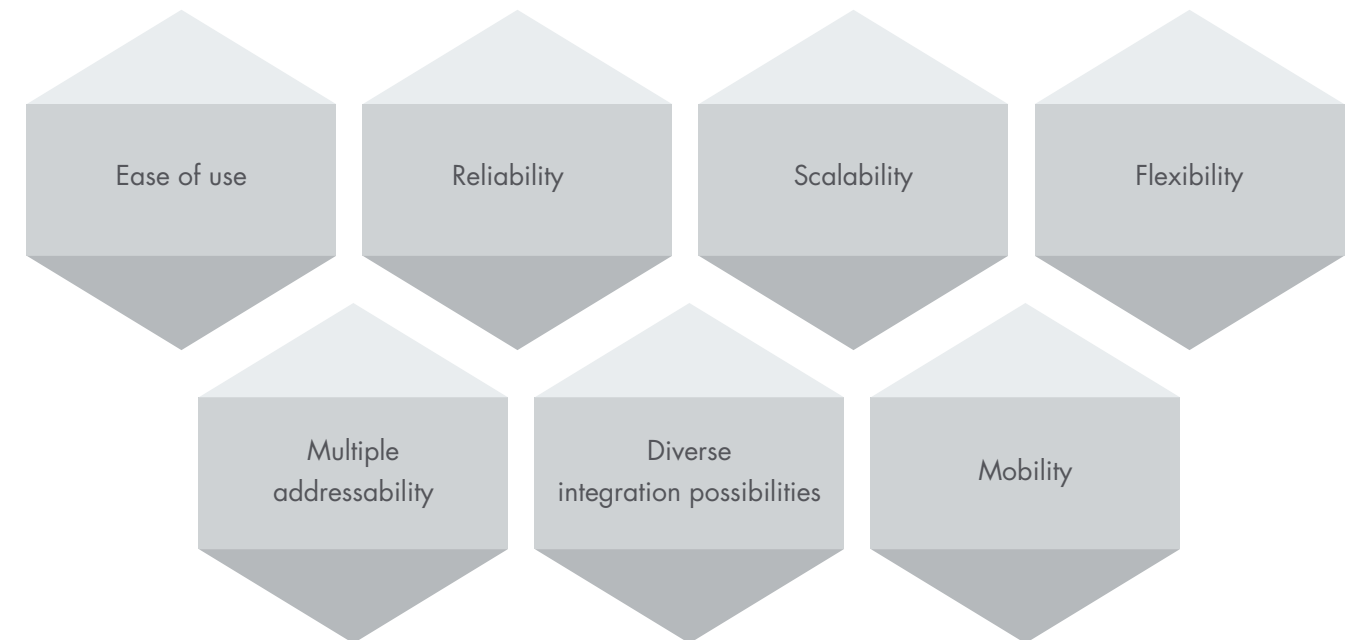 Ease of use
Reliability
Scalability
Flexibility
Multiple
addressability
Diverse
integration possibilities
Mobility